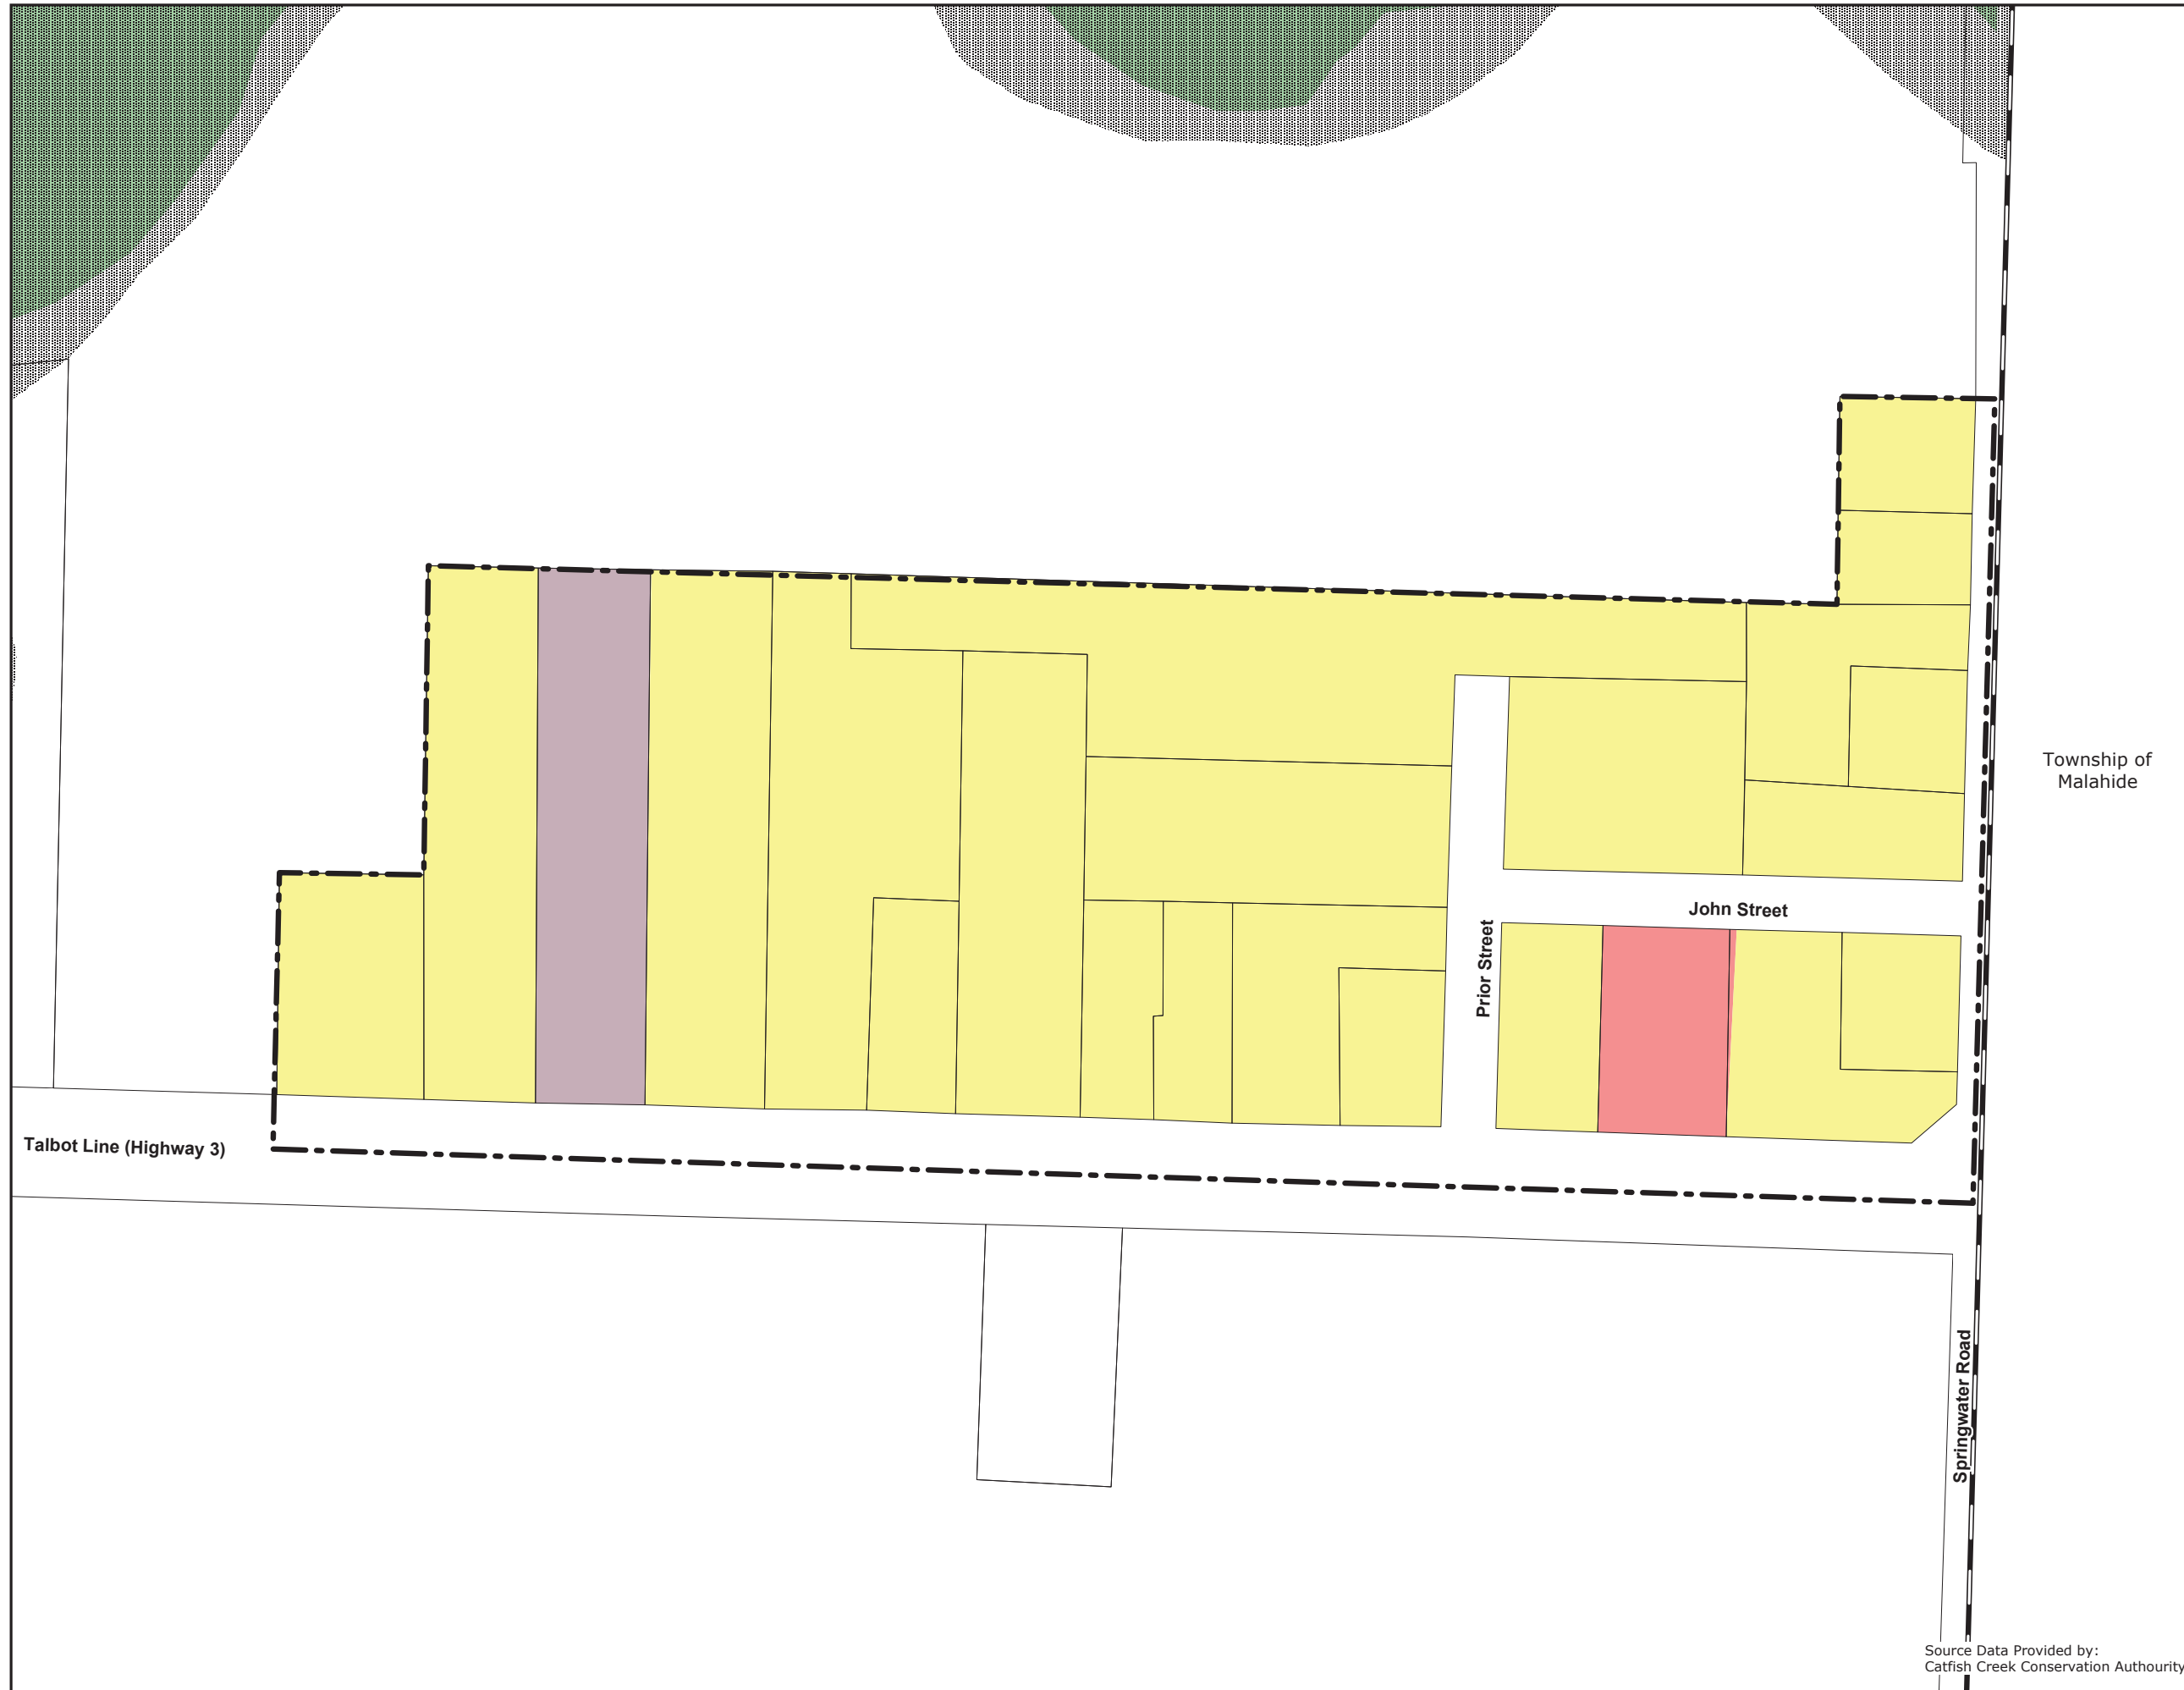 Township of
Malahide
John Street
Prior Street
Talbot Line (Highway 3)
Springwater Road
Source Data Provided by:
Catfish Creek Conservation Authourity